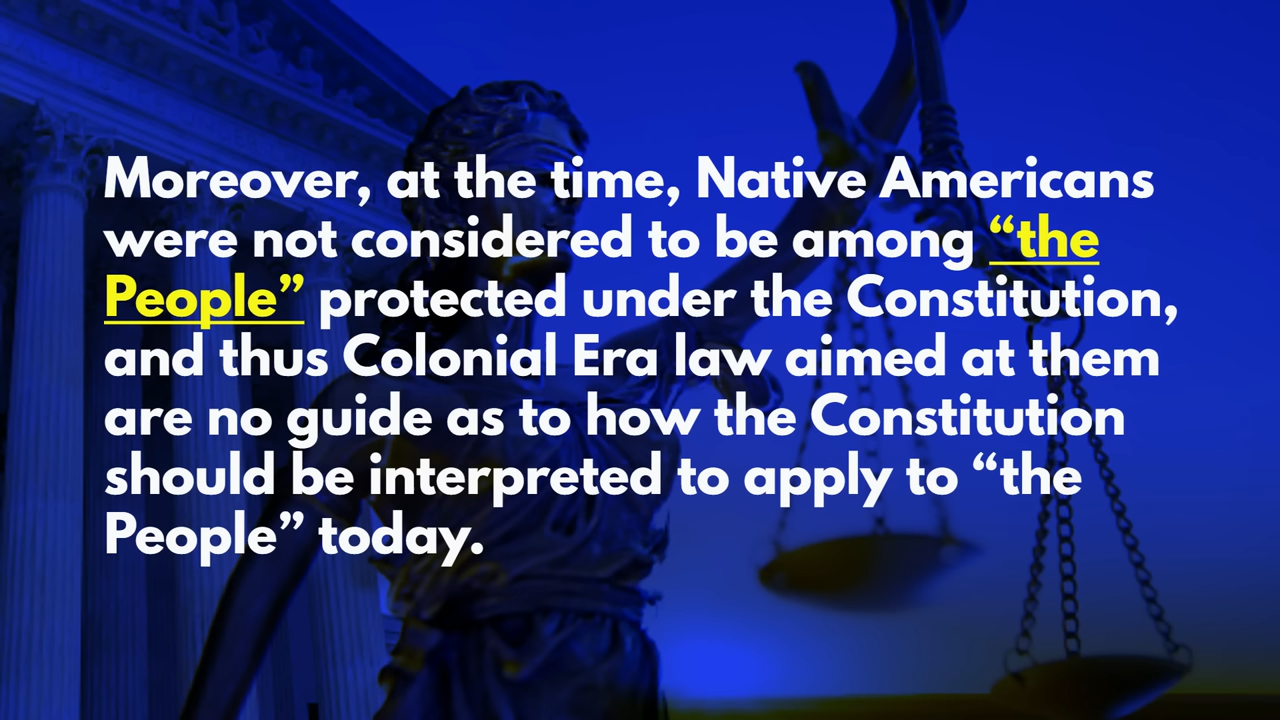 Moreover, at the time, Native Americans
were not considered to be among “the
People” protected under the Constitution,
and thus Colonial Era law aimed at them
are no guide as to how the Constitution
should be interpreted to apply to “the
People” today.